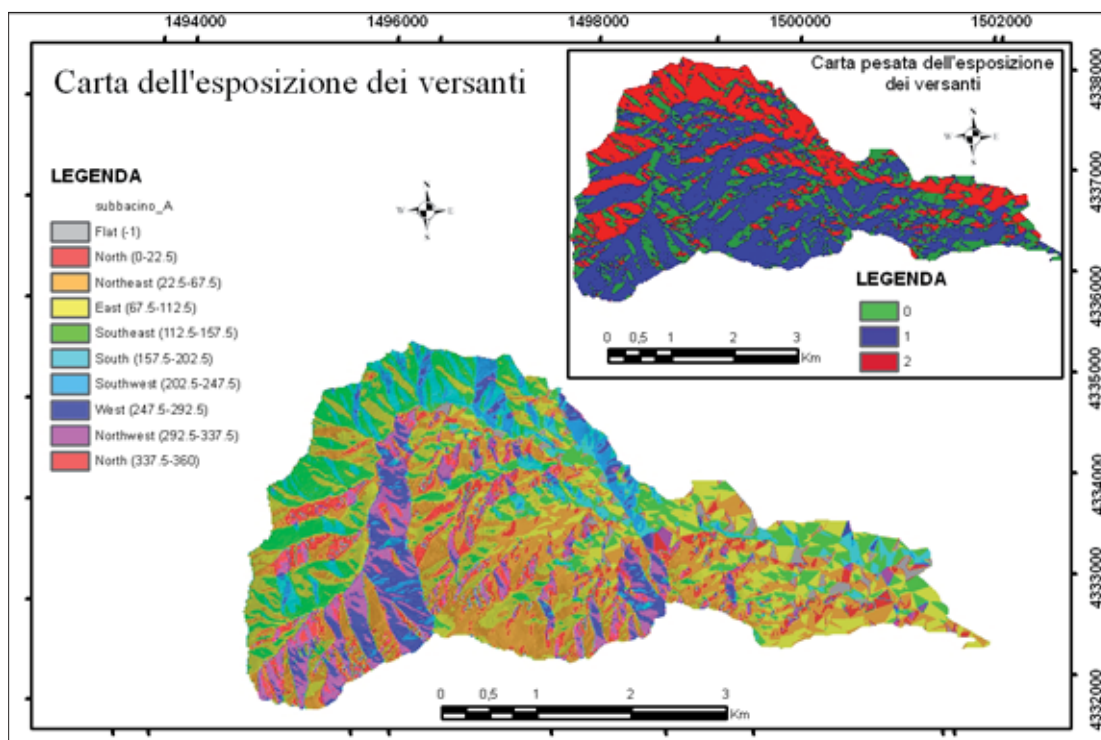 1494000 1496000 1498000 1500000 1502000
Carta dell'esposizione dei versanti
LEGENDA
subbacino_A
Flat (-1)
North (0-22.5)
Northeast (22.5-67.5)
East (67.5-112.5)
Southeast (112.5-157.5)
South (157.5-202.5)
Southwest (202.5-247.5)
West (247.5-292.5)
Northwest (292.5-337.5)
North (337.5-360)
N
W E
S
0 0,5 1 2 3
Km
Carta pesata dell'esposizione
dei versanti
N
W E
S
LEGENDA
0
1
2
0 0,5 1 2 3
Km
4338000
4337000
4336000
4335000
4334000
4333000
4332000